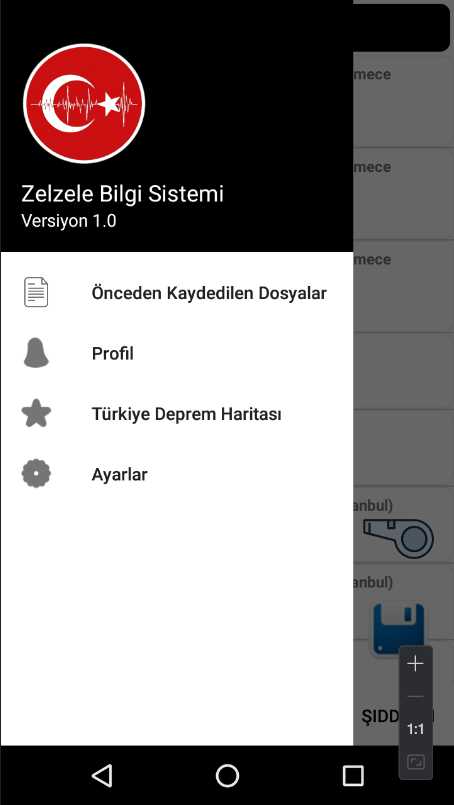 mece
Zelzele Bilgi Sistemi
Versiyon 1.0
mece
mece
Önceden Kaydedilen Dosyalar
Profil
Türkiye Deprem Haritası
Ayarlar
anbul)
anbul)
ŞIDD
1:1